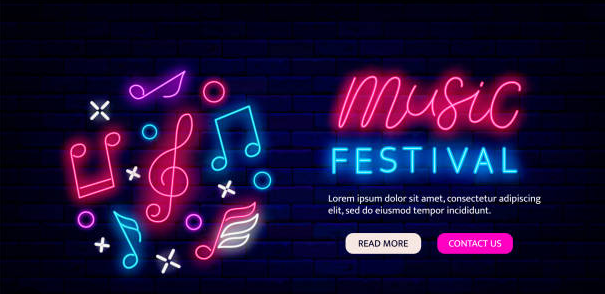 Music
FESTIVAL
Lorem ipsum dolor sit amet, consectetur adipiscing
elit, sed do eiusmod tempor incididunt.
READ MORE
CONTACT US